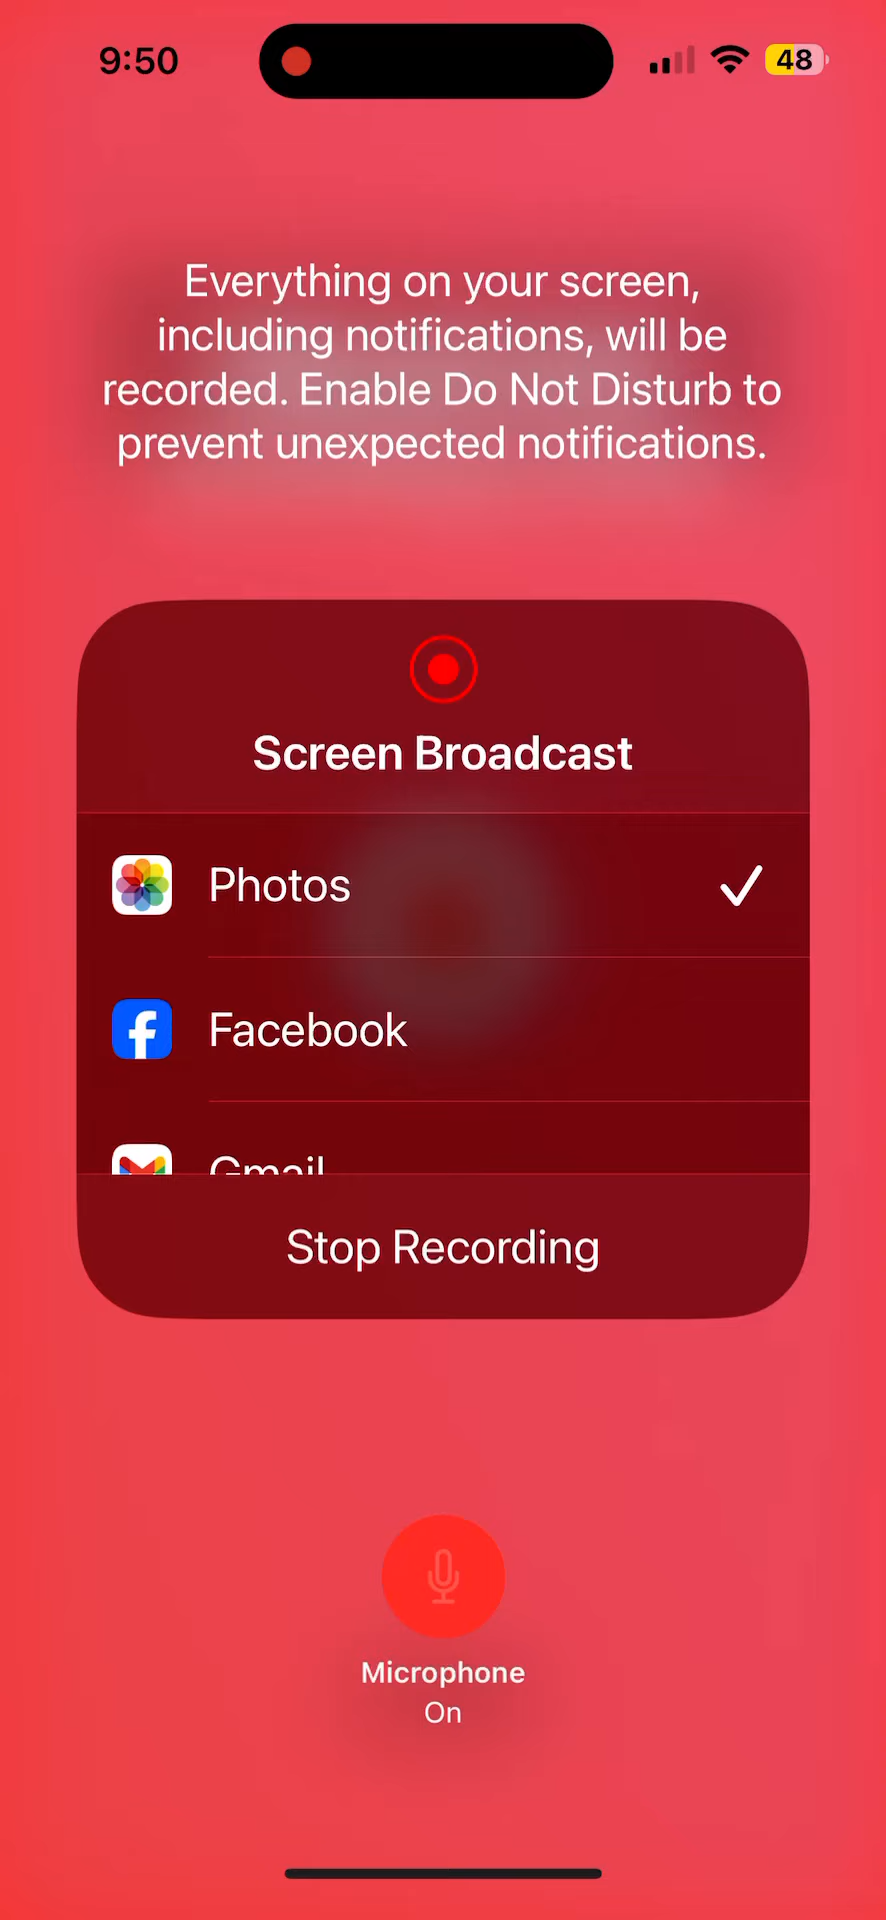 9:50
48
Everything on your screen,
including notifications, will be
recorded. Enable Do Not Disturb to
prevent unexpected notifications.
Screen Broadcast
Photos
Facebook
Gmail
Stop Recording
Microphone
On